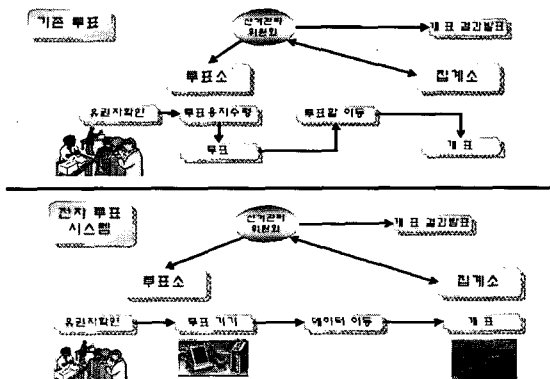 기존 투표
선거관리
위원회
개 표 결과발표
투표소
집계소
유권자확인
투표용지수령
투표함 이동
투표
개 표
전자 투표
시스템
선거관리
위원회
개 표 결과발표
투표소
집계소
유권자확인
투표 기기
데이터 이동
개 표